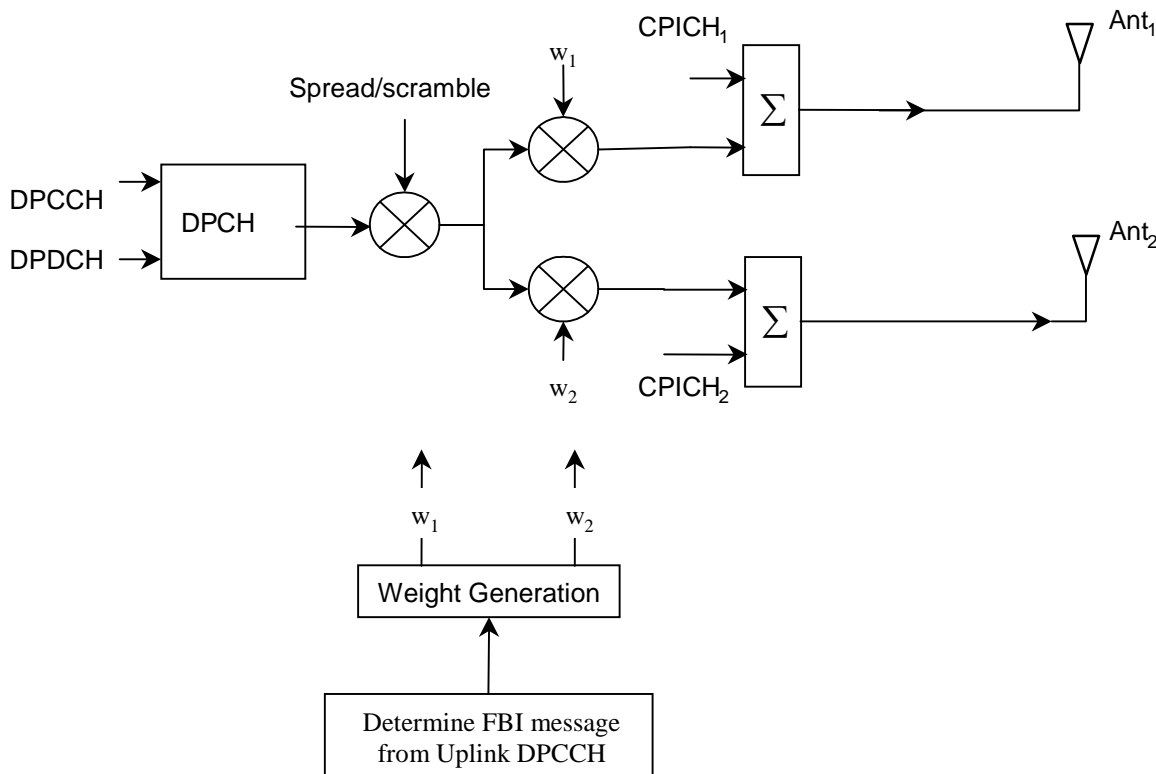 CPICH₁
Ant₁
w₁
Spread/scramble
Σ
DPCCH
DPCH
DPDCH
Ant₂
Σ
w₂
CPICH₂
w₁
w₂
Weight Generation
Determine FBI message
from Uplink DPCCH